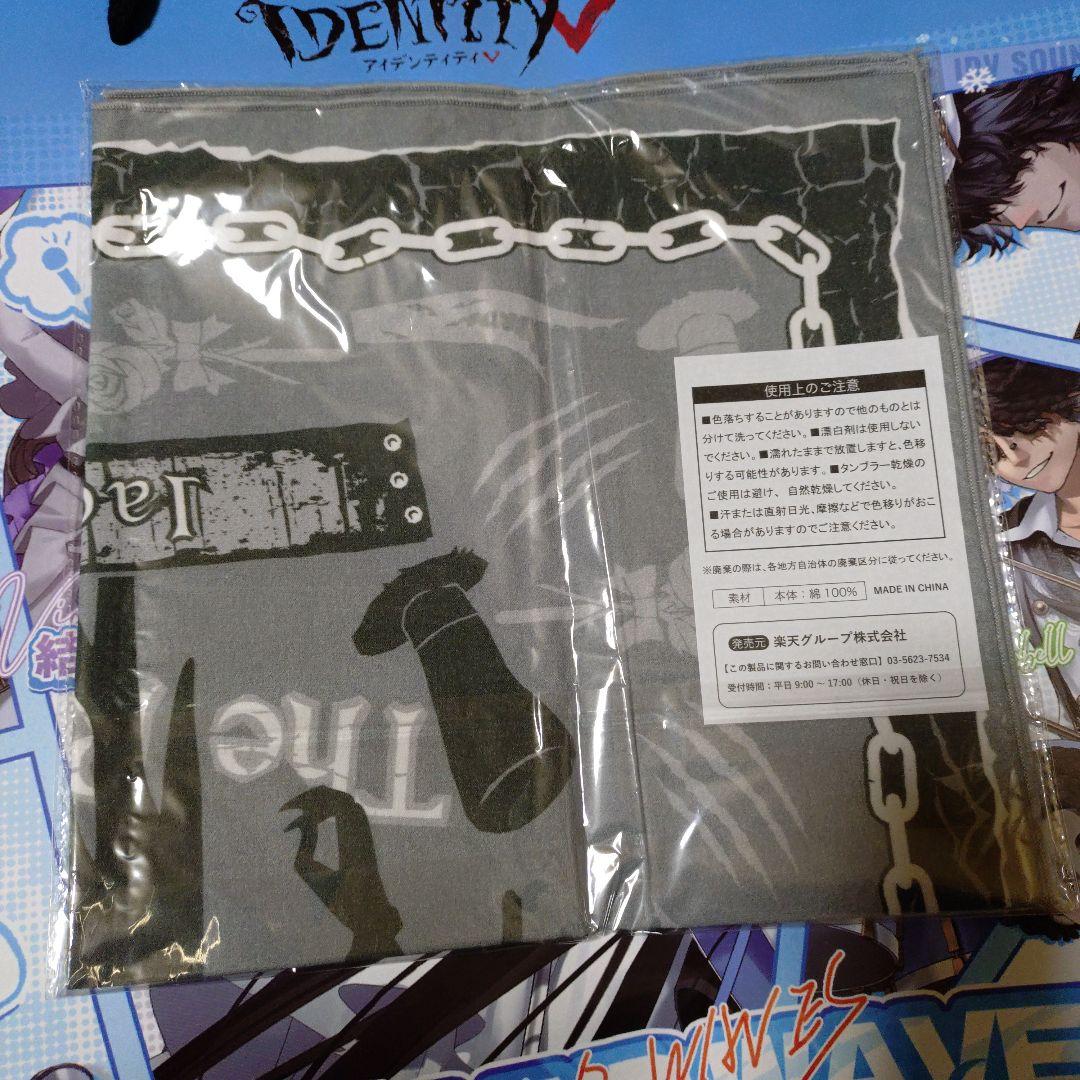 IDENTITY V
アイデンティティV
IDV SOUN
使用上のご注意
■色落ちすることがありますので他のものとは
分けて洗ってください。■漂白剤は使用しない
でください。■濡れたままで放置しますと、色移
りする可能性があります。■タンブラー乾燥の
ご使用は避け、自然乾燥してください。
■汗または直射日光、摩擦などで色移りがおこ
る場合がありますのでご注意ください。
※廃棄の際は、各地方自治体の廃棄区分に従ってください。
素材 本体：綿100% MADE IN CHINA
発売元 楽天グループ株式会社
【この製品に関するお問い合わせ窓口】03-5623-7534
受付時間：平日 9:00 ～ 17:00（休日・祝日を除く）
Jac
The
結
WAVES